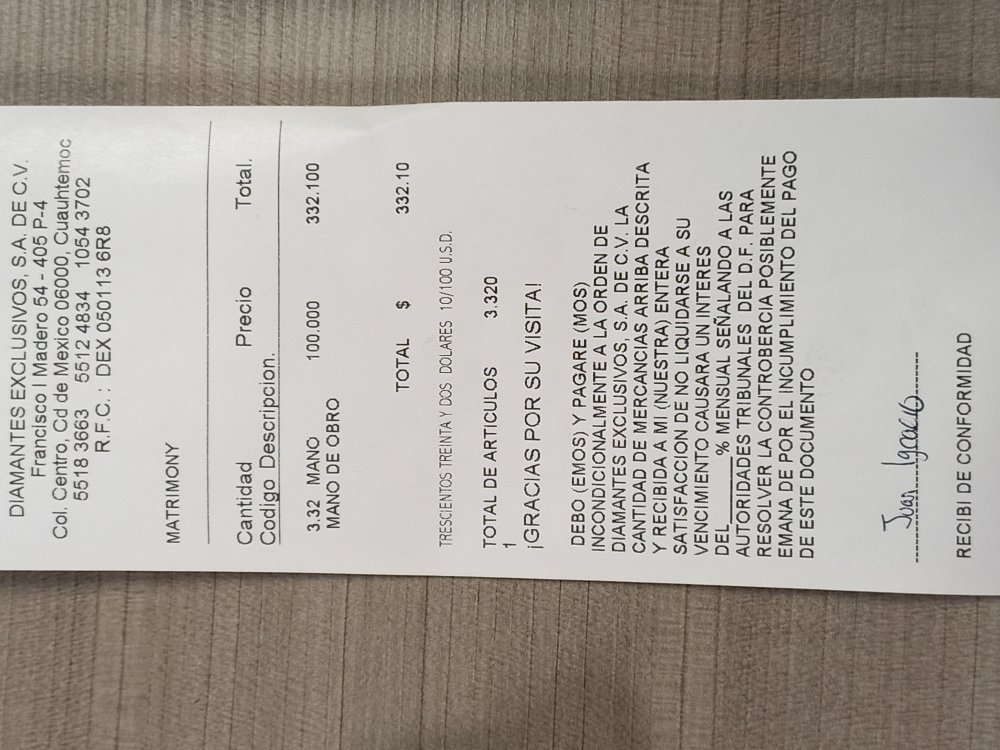 DIAMANTES EXCLUSIVOS, S.A. DE C.V.
Francisco I Madero 54 - 405 P-4
Col. Centro, Cd de Mexico 06000, Cuauhtemoc
5518 3663 5512 4834 1054 3702
R.F.C. : DEX 050113 6R8
MATRIMONY
Cantidad Precio Total.
Codigo Descripcion.
3.32 MANO 100.000 332.100
MANO DE OBRO
TOTAL $ 332.10
TRESCIENTOS TREINTA Y DOS DOLARES 10/100 U.S.D.
TOTAL DE ARTICULOS 3.320
1
¡GRACIAS POR SU VISITA!
DEBO (EMOS) Y PAGARE (MOS)
INCONDICIONALMENTE A LA ORDEN DE
DIAMANTES EXCLUSIVOS, S.A. DE C.V. LA
CANTIDAD DE MERCANCIAS ARRIBA DESCRITA
Y RECIBIDA A MI (NUESTRA) ENTERA
SATISFACCION DE NO LIQUIDARSE A SU
VENCIMIENTO CAUSARA UN INTERES
DEL_____% MENSUAL SEÑALANDO A LAS
AUTORIDADES TRIBUNALES DEL D.F. PARA
RESOLVER LA CONTROBERCIA POSIBLEMENTE
EMANA DE POR EL INCUMPLIMIENTO DEL PAGO
DE ESTE DOCUMENTO
Juan Ignacio
RECIBI DE CONFORMIDAD